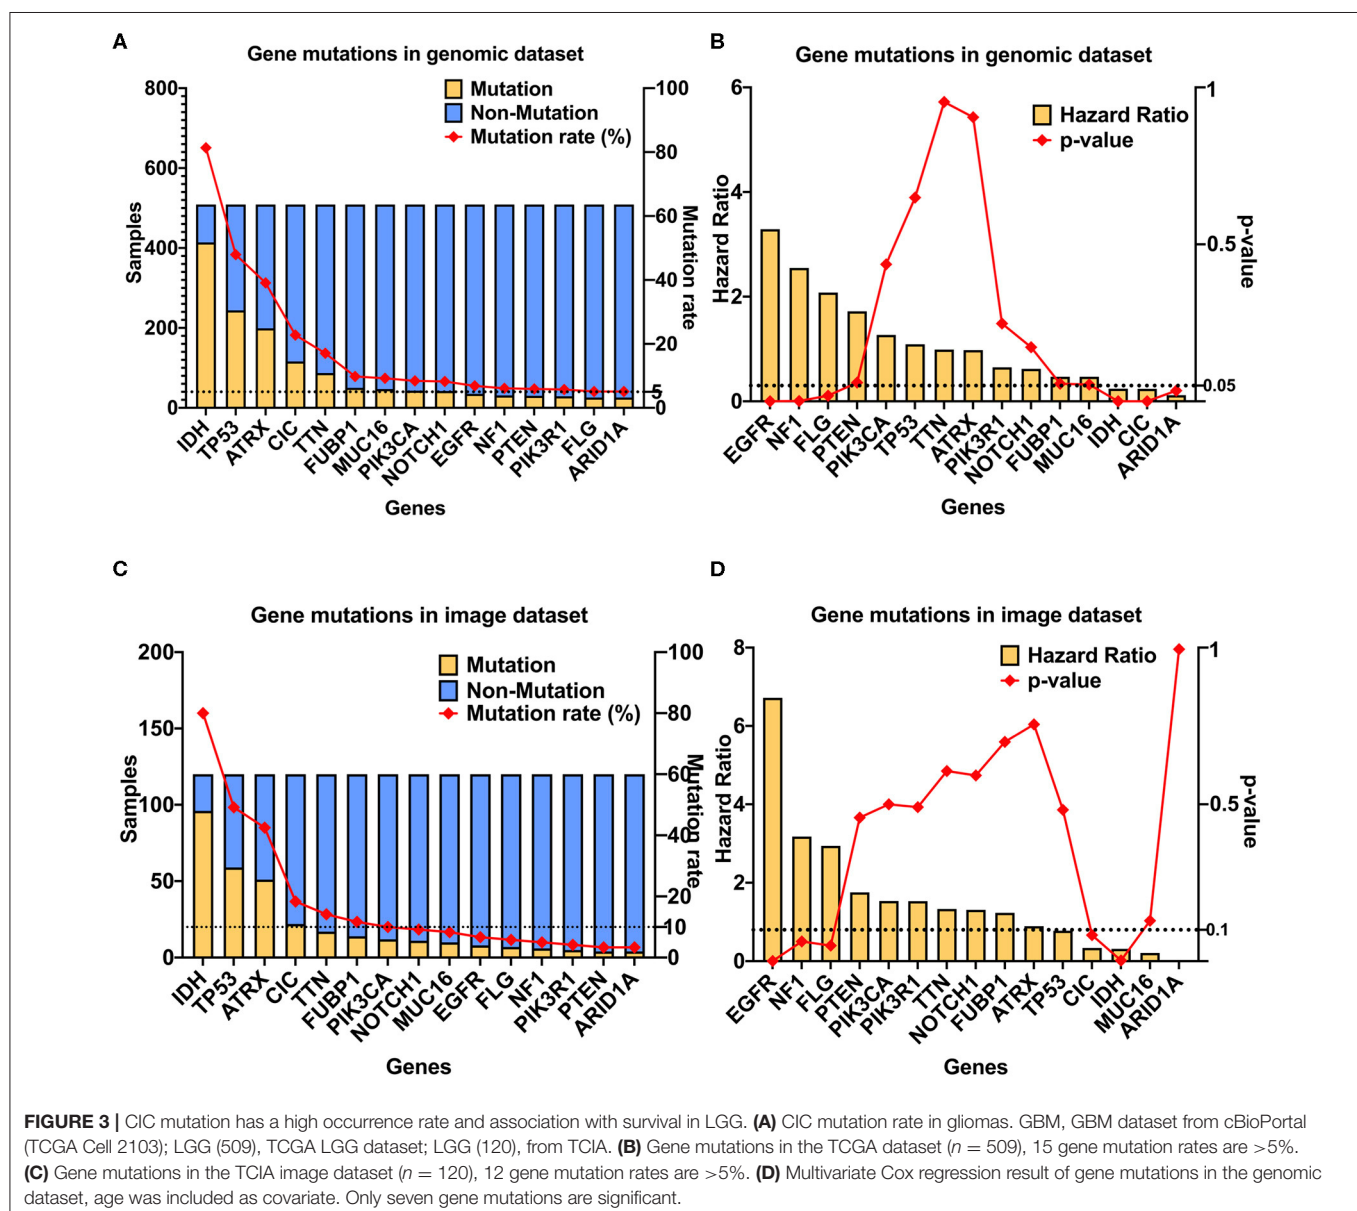 A
Gene mutations in genomic dataset
Mutation
Non-Mutation
Mutation rate (%)
800
600
400
200
0
Samples
100
80
60
40
20
5
0
Mutation rate
IDH
TP53
ATRX
CIC
TTN
FUBP1
MUC16
PIK3CA
NOTCH1
EGFR
NF1
PTEN
PIK3R1
FLG
ARID1A
Genes
B
Gene mutations in genomic dataset
Hazard Ratio
p-value
6
4
2
0
Hazard Ratio
1
0.5
0.05
p-value
EGFR
NF1
FLG
PTEN
PIK3CA
TP53
TTN
ATRX
PIK3R1
NOTCH1
FUBP1
MUC16
IDH
CIC
ARID1A
Genes
C
Gene mutations in image dataset
Mutation
Non-Mutation
Mutation rate (%)
200
150
100
50
0
Samples
100
80
60
40
20
10
0
Mutation rate
IDH
TP53
ATRX
CIC
TTN
FUBP1
PIK3CA
NOTCH1
MUC16
EGFR
FLG
NF1
PIK3R1
PTEN
ARID1A
Genes
D
Gene mutations in image dataset
Hazard Ratio
p-value
8
6
4
2
0
Hazard Ratio
1
0.5
0.1
p-value
EGFR
NF1
FLG
PTEN
PIK3CA
PIK3R1
TTN
NOTCH1
FUBP1
ATRX
TP53
CIC
IDH
MUC16
ARID1A
Genes
FIGURE 3 | CIC mutation has a high occurrence rate and association with survival in LGG. (A) CIC mutation rate in gliomas. GBM, GBM dataset from cBioPortal
(TCGA Cell 2103); LGG (509), TCGA LGG dataset; LGG (120), from TCIA. (B) Gene mutations in the TCGA dataset (n = 509), 15 gene mutation rates are >5%.
(C) Gene mutations in the TCIA image dataset (n = 120), 12 gene mutation rates are >5%. (D) Multivariate Cox regression result of gene mutations in the genomic
dataset, age was included as covariate. Only seven gene mutations are significant.